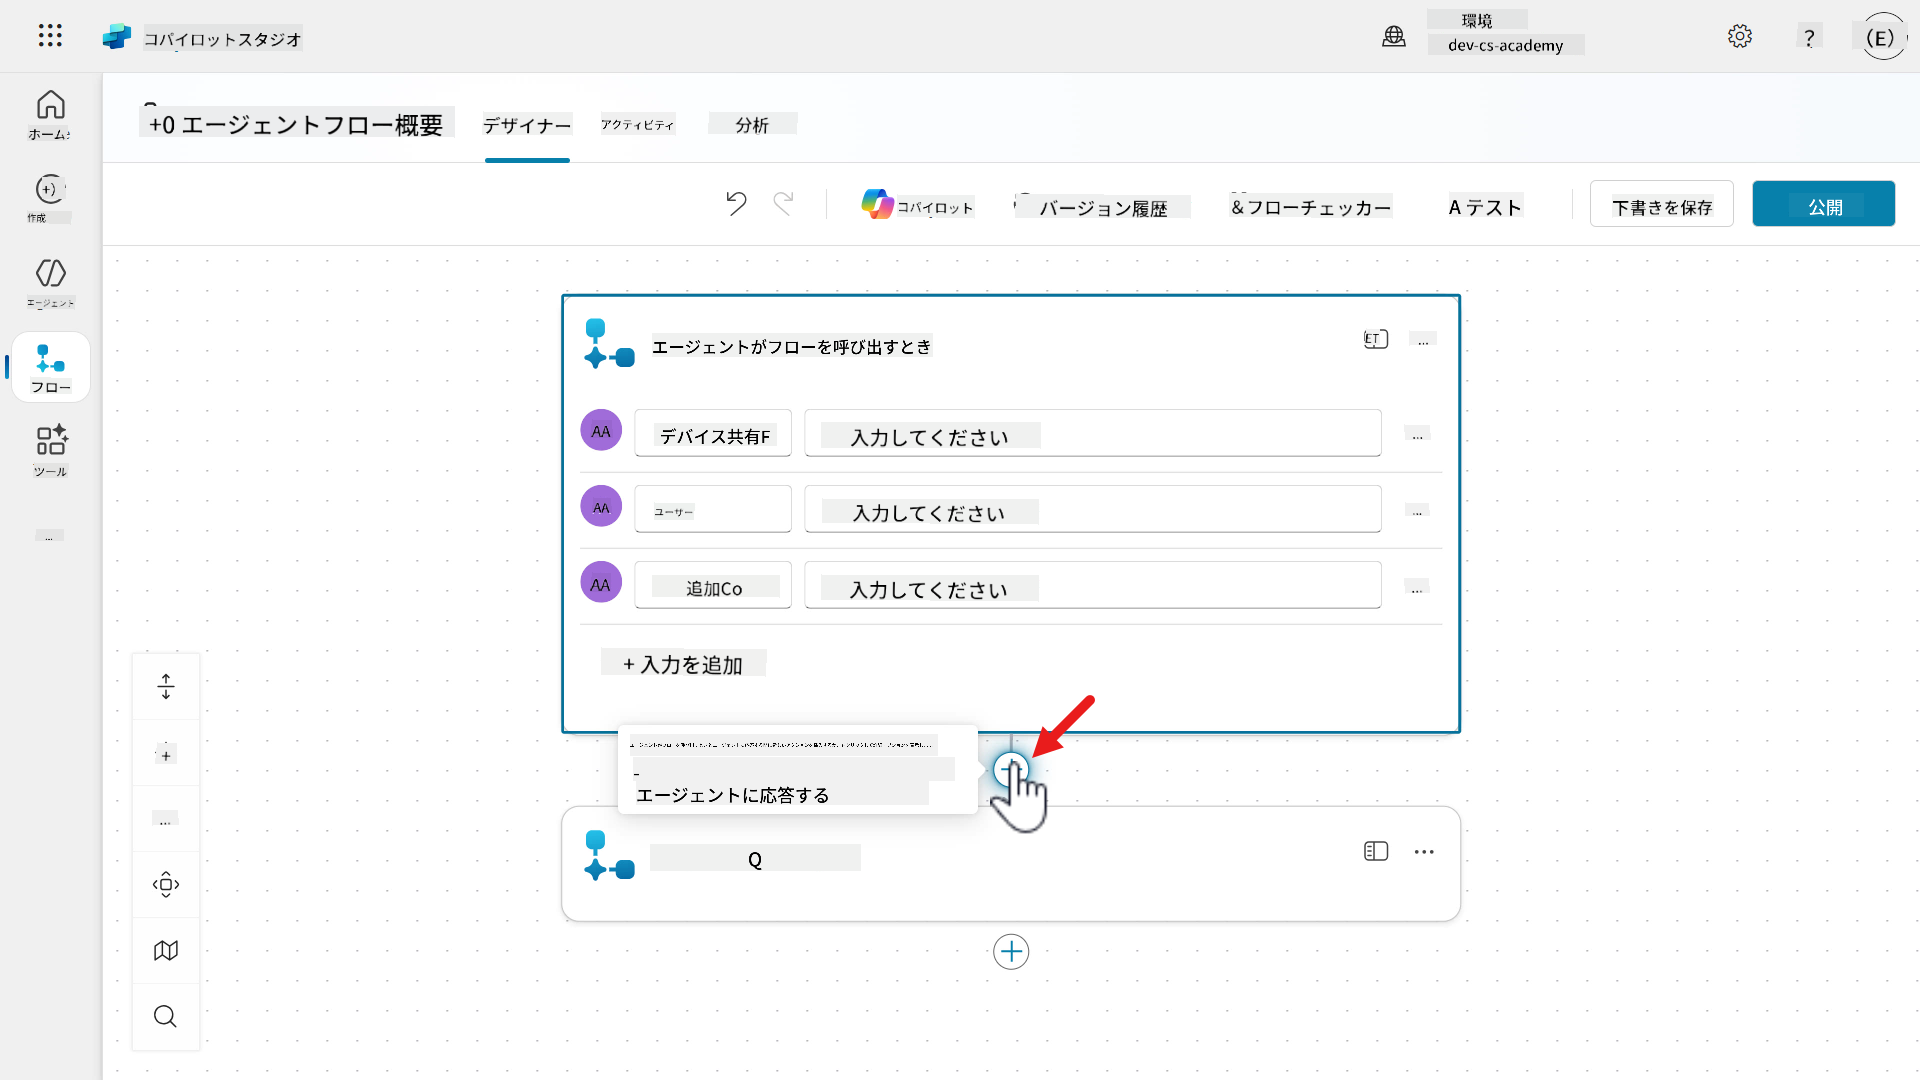 コパイロットスタジオ
環境
dev-cs-academy
?
(E)
ホーム
+0 エージェントフロー概要
デザイナー
アクティビティ
分析
作成
コパイロット
バージョン履歴
&フローチェッカー
A テスト
下書きを保存
公開
エージェント
フロー
ツール
...
エージェントがフローを呼び出すとき
ET
...
AA
デバイス共有F
入力してください
...
AA
ユーザー
入力してください
...
AA
追加Co
入力してください
...
+ 入力を追加
エージェントに応答する
Q